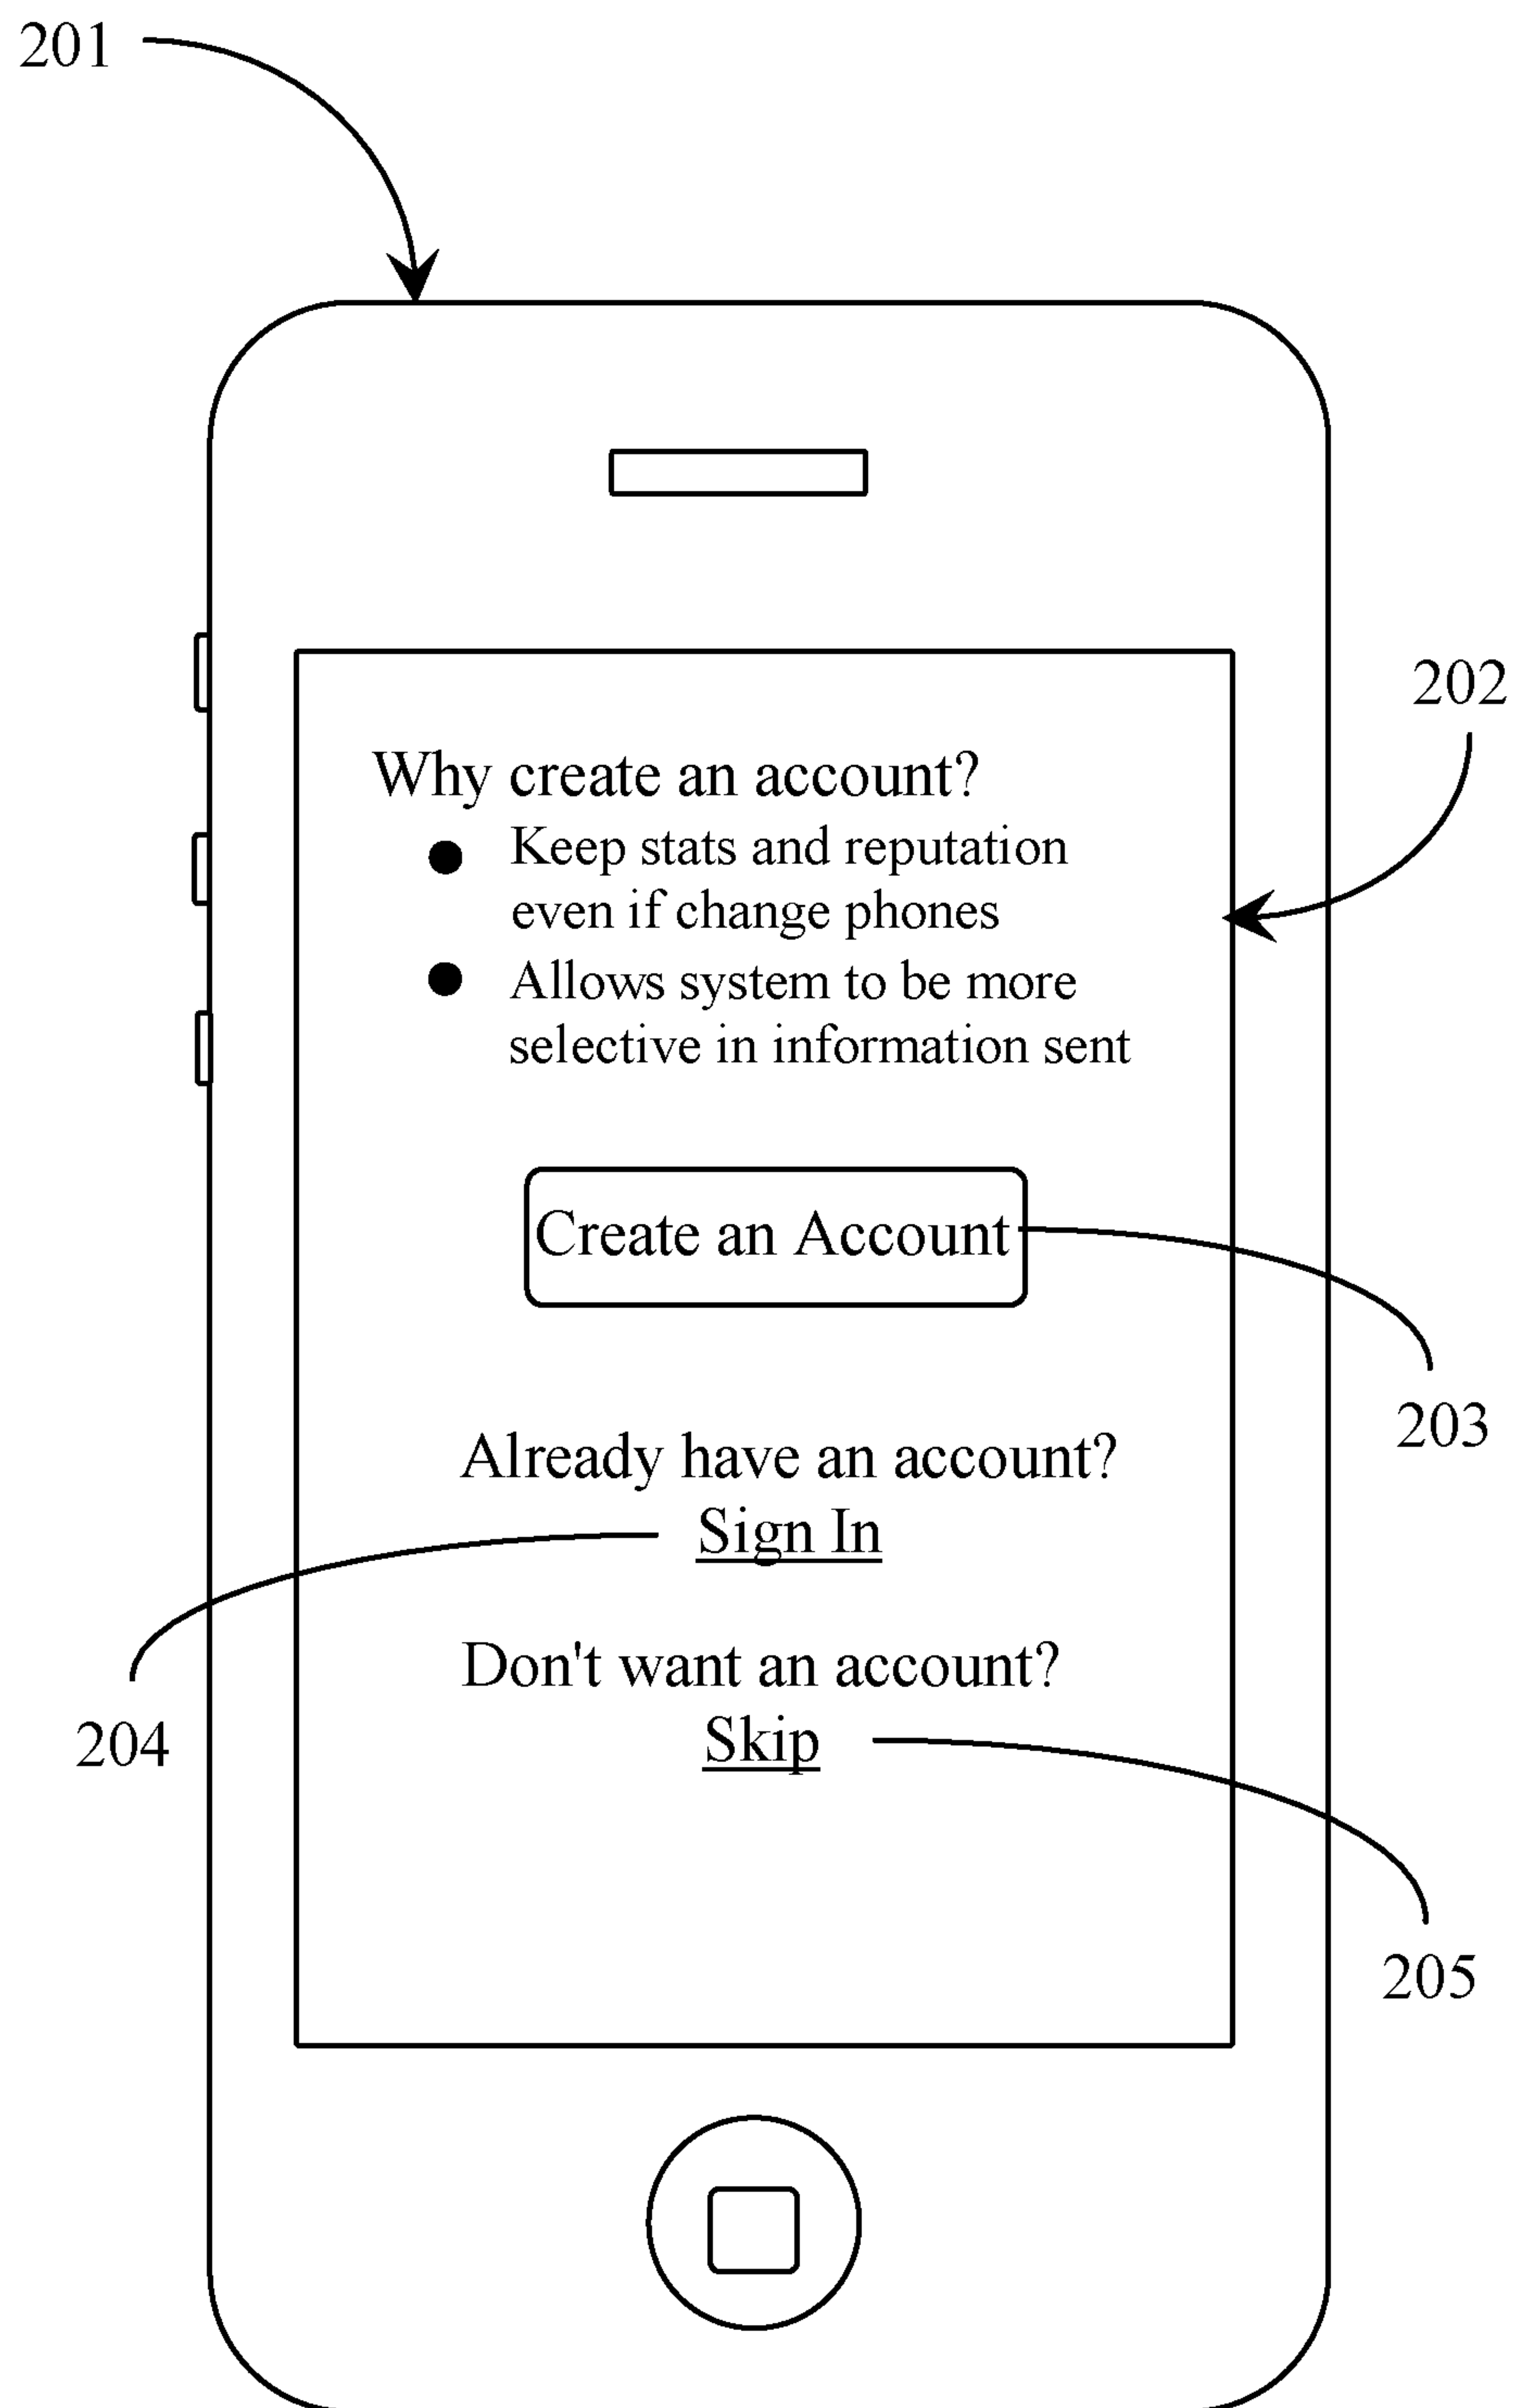 201
202
Why create an account?
● Keep stats and reputation
even if change phones
● Allows system to be more
selective in information sent
Create an Account
203
Already have an account?
Sign In
Don't want an account?
204
Skip
205